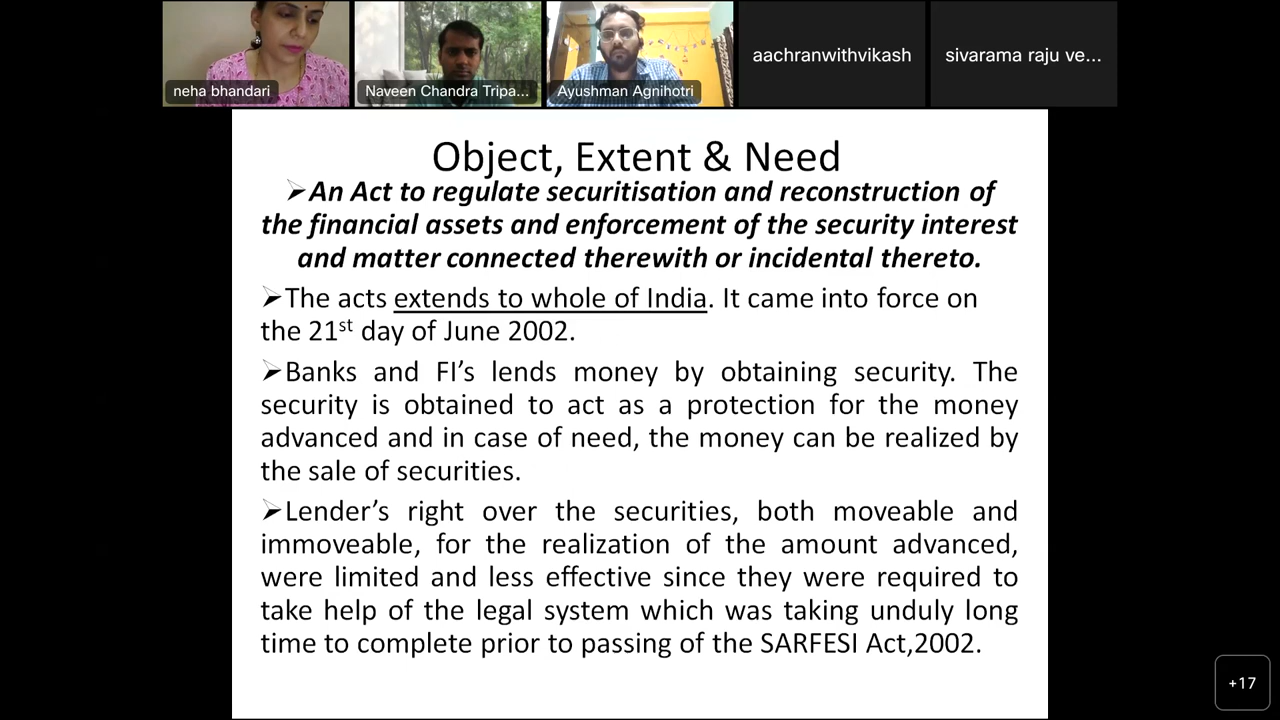 neha bhandari
Naveen Chandra Tripa...
Ayushman Agnihotri
aachranwithvikash
sivarama raju ve...
Object, Extent & Need
➢An Act to regulate securitisation and reconstruction of
the financial assets and enforcement of the security interest
and matter connected therewith or incidental thereto.
➢The acts extends to whole of India. It came into force on
the 21st day of June 2002.
➢Banks and FI’s lends money by obtaining security. The
security is obtained to act as a protection for the money
advanced and in case of need, the money can be realized by
the sale of securities.
➢Lender’s right over the securities, both moveable and
immoveable, for the realization of the amount advanced,
were limited and less effective since they were required to
take help of the legal system which was taking unduly long
time to complete prior to passing of the SARFESI Act,2002.
+17